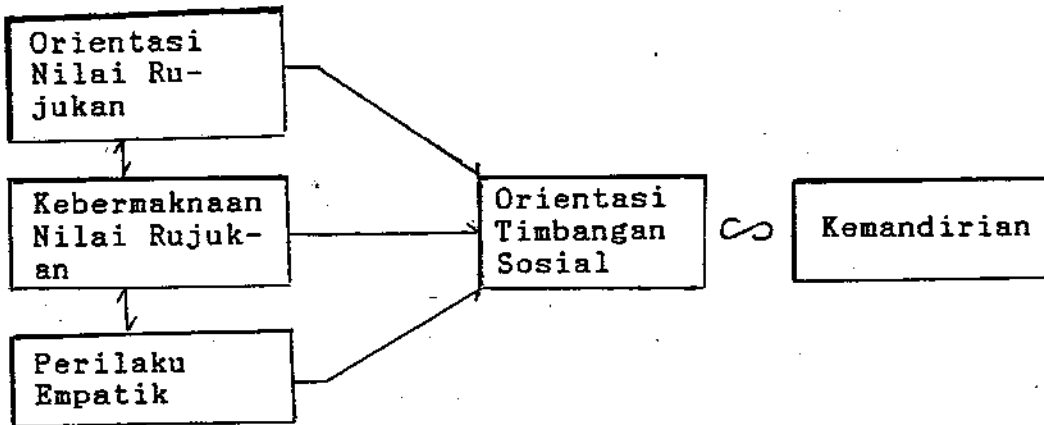 Orientasi
Nilai Ru-
jukan
Kebermaknaan
Nilai Rujuk-
an
Perilaku
Empatik
Orientasi
Timbangan
Sosial
Kemandirian